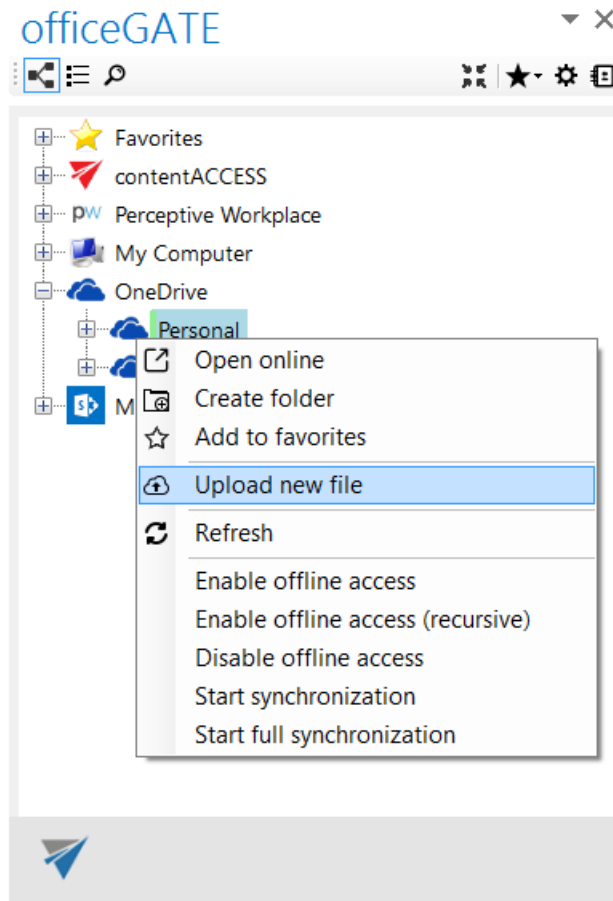 officeGATE
Favorites
contentACCESS
pw Perceptive Workplace
My Computer
OneDrive
Personal
Open online
Create folder
M
Add to favorites
Upload new file
Refresh
Enable offline access
Enable offline access (recursive)
Disable offline access
Start synchronization
Start full synchronization